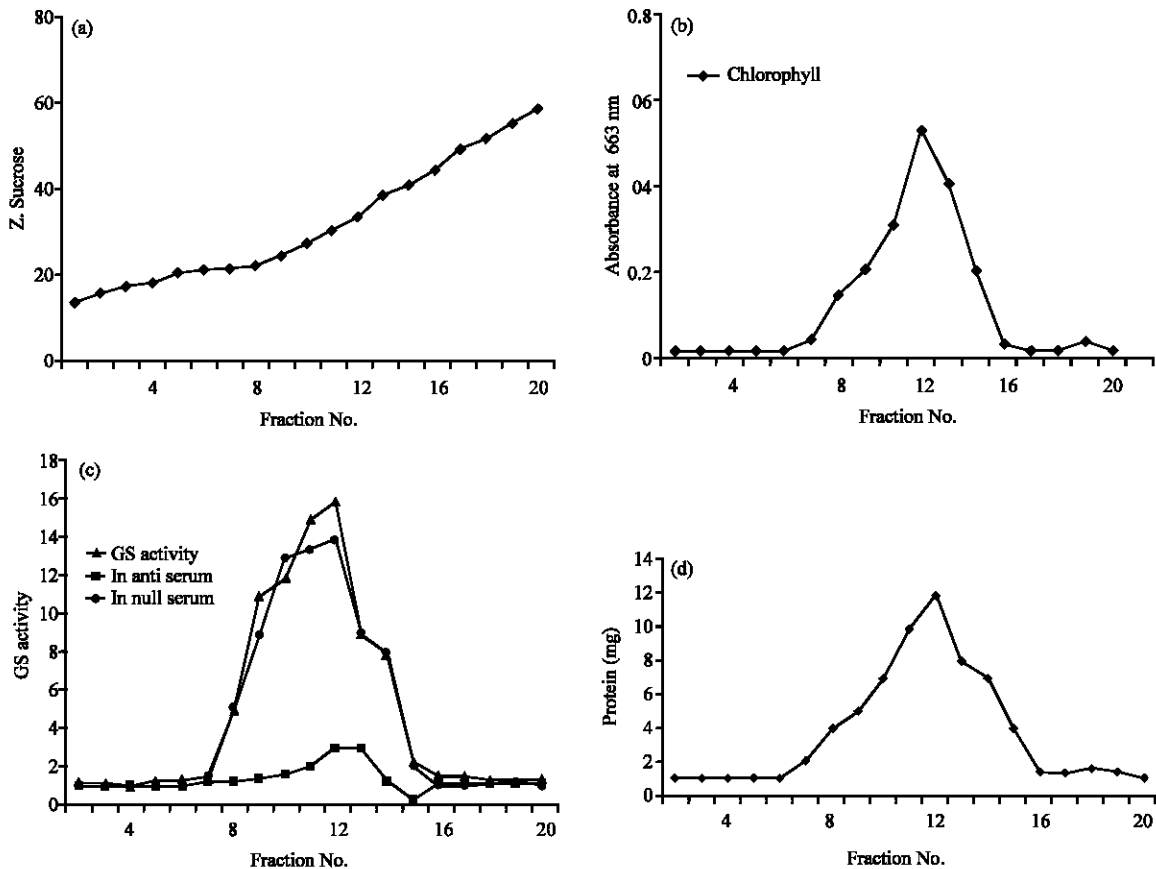 (a)
80
60
40
20
0
Z. Sucrose
4 8 12 16 20
Fraction No.
(b)
0.8
06
04
0.2
0
Absorbance at 663 nm
Chlorophyll
4 8 12 16 20
Fraction No.
(c)
18
16
14
12
10
8
6
4
2
0
GS activity
GS activity
In anti serum
In null serum
4 8 12 12 20
Fraction No.
(d)
14
12
10
8
6
4
2
0
Protein (mg)
4 8 12 16 20
Fraction No.